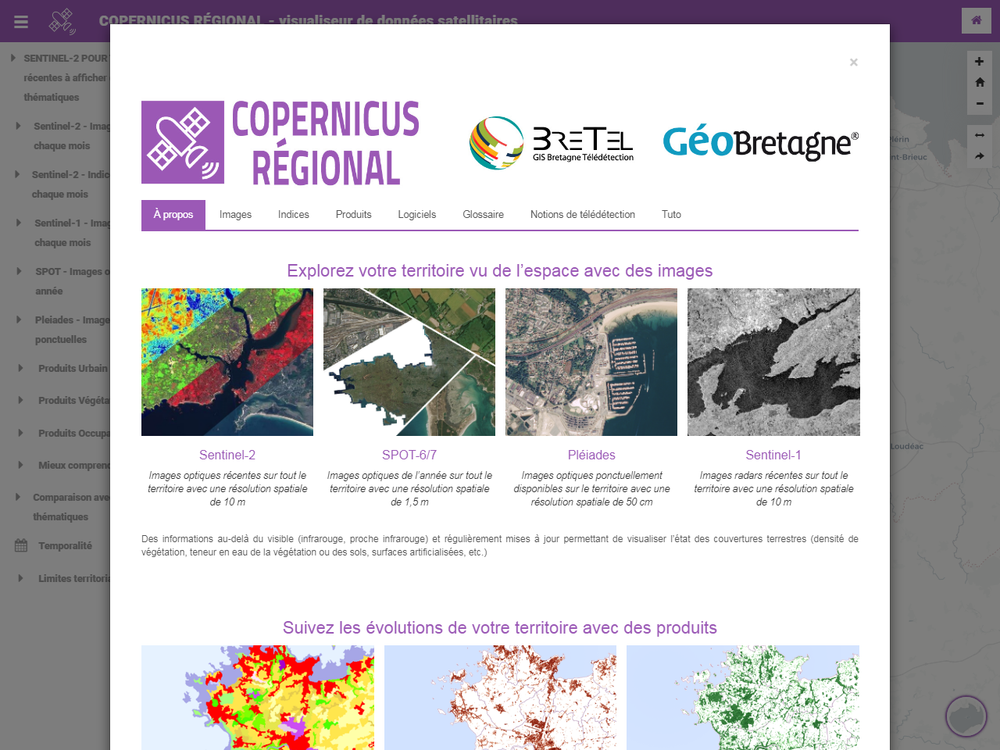 COPERNICUS RÉGIONAL - visualiseur de données satellitaires
SENTINEL-2 POUR
récentes à afficher
thématiques
Sentinel-2 - Imag
chaque mois
Sentinel-2 - Indic
chaque mois
Sentinel-1 - Imag
chaque mois
SPOT - Images o
année
Pleiades - Image
ponctuelles
Produits Urbain
Produits Végéta
Produits Occupa
Mieux comprend
Comparaison ave
thématiques
Temporalité
Limites territoria
×
COPERNICUS
RÉGIONAL
BreTel
GIS Bretagne Télédétection
GéoBretagne®
À propos
Images
Indices
Produits
Logiciels
Glossaire
Notions de télédétection
Tuto
Explorez votre territoire vu de l'espace avec des images
Sentinel-2
Images optiques récentes sur tout le
territoire avec une résolution spatiale
de 10 m
SPOT-6/7
Images optiques de l'année sur tout le
territoire avec une résolution spatiale
de 1,5 m
Pléiades
Images optiques ponctuellement
disponibles sur le territoire avec une
résolution spatiale de 50 cm
Sentinel-1
Images radars récentes sur tout le
territoire avec une résolution spatiale
de 10 m
Des informations au-delà du visible (infrarouge, proche infrarouge) et régulièrement mises à jour permettant de visualiser l'état des couvertures terrestres (densité de
végétation, teneur en eau de la végétation ou des sols, surfaces artificialisées, etc.)
Suivez les évolutions de votre territoire avec des produits
lérin
nt-Brieuc
Loudéac